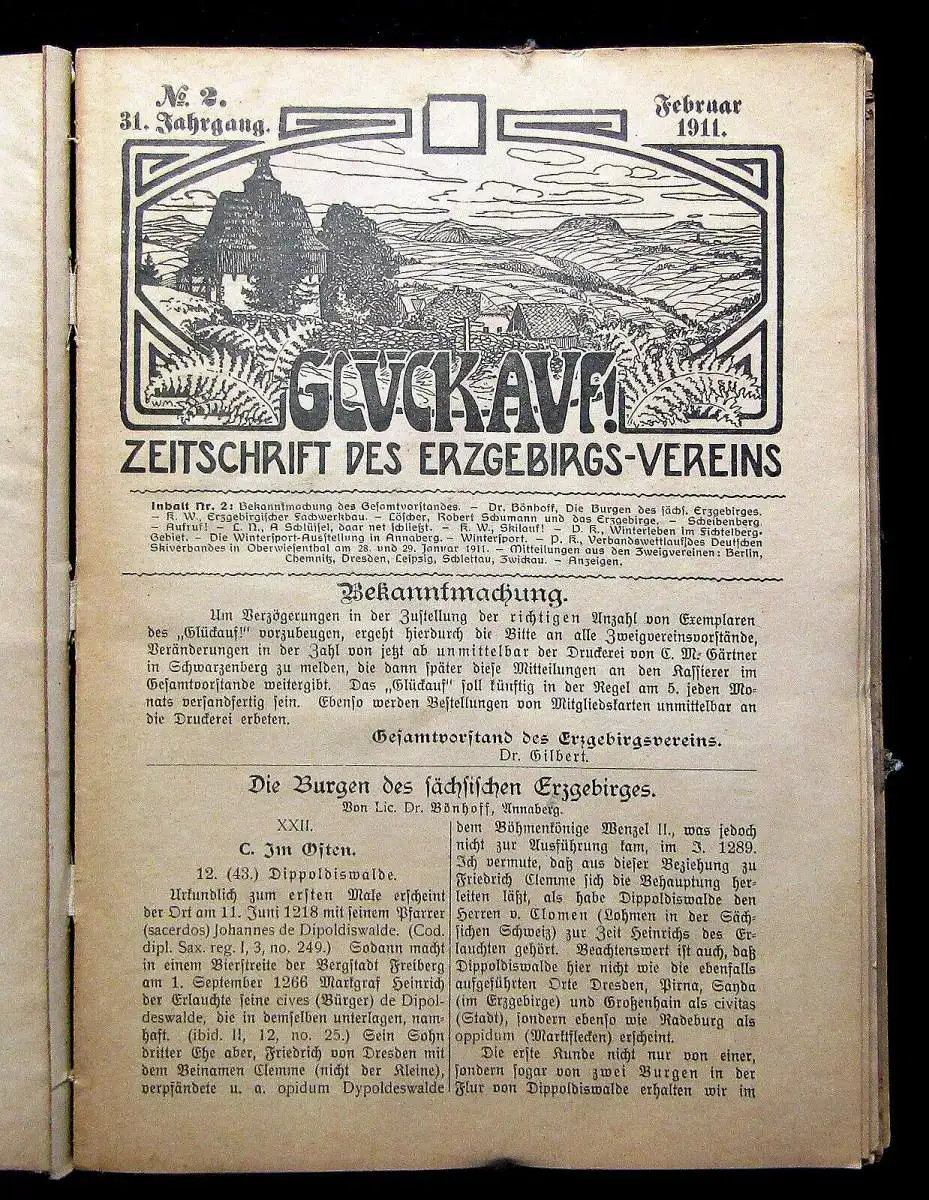 No. 2.
31. Jahrgang.
Februar
1911.
W.M.
GLÜCKAUF!
ZEITSCHRIFT DES ERZGEBIRGS-VEREINS
Inhalt Nr. 2: Bekanntmachung des Gesamtvorstandes. – Dr. Bönhoff, Die Burgen des sächs. Erzgebirges.
– K. W., Erzgebirgischer Fachwerkbau. – Löscher, Robert Schumann und das Erzgebirge. – Scheibenberg.
– Aufruf! – L. N., A Schlüssel, daar net schließt. – K. W., Skilauf! – D. K., Winterleben im Fichtelberg-
Gebiet. – Die Wintersport-Ausstellung in Annaberg. – Wintersport. – P. K., Verbandswettlauf des Deutschen
Skiverbandes in Oberwiesenthal am 28. und 29. Januar 1911. – Mitteilungen aus den Zweigvereinen: Berlin,
Chemnitz, Dresden, Leipzig, Schlettau, Zwickau. – Anzeigen.
Bekanntmachung.
Um Verzögerungen in der Zustellung der richtigen Anzahl von Exemplaren
des „Glückauf!" vorzubeugen, ergeht hierdurch die Bitte an alle Zweigvereinsvorstände,
Veränderungen in der Zahl von jetzt ab unmittelbar der Druckerei von C. M. Gärtner
in Schwarzenberg zu melden, die dann später diese Mitteilungen an den Kassierer im
Gesamtvorstande weitergibt. Das „Glückauf" soll künftig in der Regel am 5. jeden Mo-
nats versandfertig sein. Ebenso werden Bestellungen von Mitgliedskarten unmittelbar an
die Druckerei erbeten.
Gesamtvorstand des Erzgebirgsvereins.
Dr. Gilbert.
Die Burgen des sächsischen Erzgebirges.
Von Lic. Dr. Bönhoff, Annaberg.
XXII.
C. Im Osten.
12. (43.) Dippoldiswalde.
Urkundlich zum ersten Male erscheint
der Ort am 11. Juni 1218 mit seinem Pfarrer
(sacerdos) Johannes de Dipoldiswalde. (Cod.
dipl. Sax. reg. I, 3, no. 249.) Sodann macht
in einem Bierstreite der Bergstadt Freiberg
am 1. September 1266 Markgraf Heinrich
der Erlauchte seine cives (Bürger) de Dipol-
deswalde, die in demselben unterlagen, nam-
haft. (ibid. II, 12, no. 25.) Sein Sohn
dritter Ehe aber, Friedrich von Dresden mit
dem Beinamen Clemme (nicht der Kleine),
verpfändete u. a. opidum Dypoldeswalde
dem Böhmenkönige Wenzel II., was jedoch
nicht zur Ausführung kam, im J. 1289.
Ich vermute, daß aus dieser Beziehung zu
Friedrich Clemme sich die Behauptung her-
leiten läßt, als habe Dippoldiswalde den
Herren v. Clomen (Lohmen in der Säch-
sischen Schweiz) zur Zeit Heinrichs des Er-
lauchten gehört. Beachtenswert ist auch, daß
Dippoldiswalde hier nicht wie die ebenfalls
aufgeführten Orte Dresden, Pirna, Sayda
(im Erzgebirge) und Großenhain als civitas
(Stadt), sondern ebenso wie Radeburg als
oppidum (Marktflecken) erscheint.
Die erste Kunde nicht nur von einer,
sondern sogar von zwei Burgen in der
Flur von Dippoldiswalde erhalten wir im